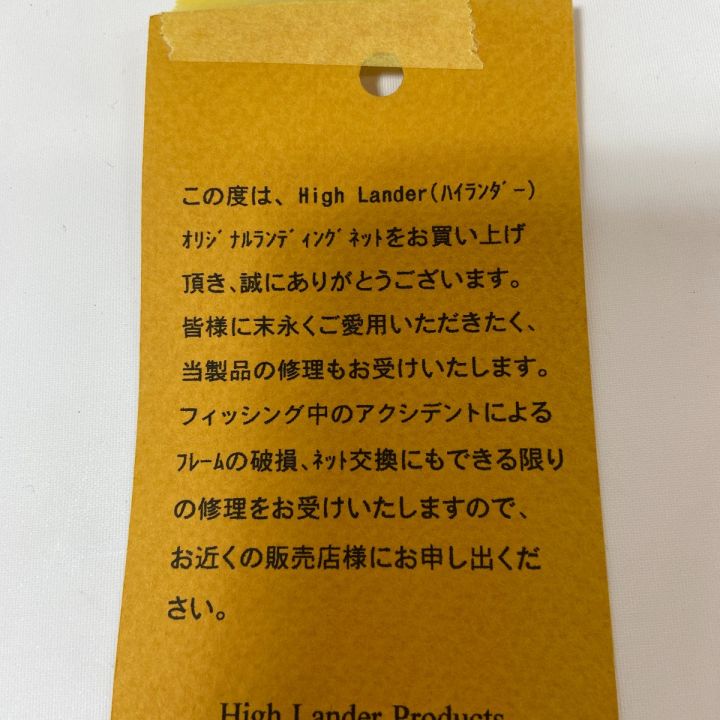 この度は、High Lander(ﾊｲﾗﾝﾀﾞｰ)
ｵﾘｼﾞﾅﾙﾗﾝﾃﾞｨﾝｸﾞﾈｯﾄをお買い上げ
頂き､誠にありがとうございます。
皆様に末永くご愛用いただきたく、
当製品の修理もお受けいたします。
フィッシング中のアクシデントによる
ﾌﾚｰﾑの破損､ﾈｯﾄ交換にもできる限り
の修理をお受けいたしますので、
お近くの販売店様にお申し出くだ
さい。
High Lander Products